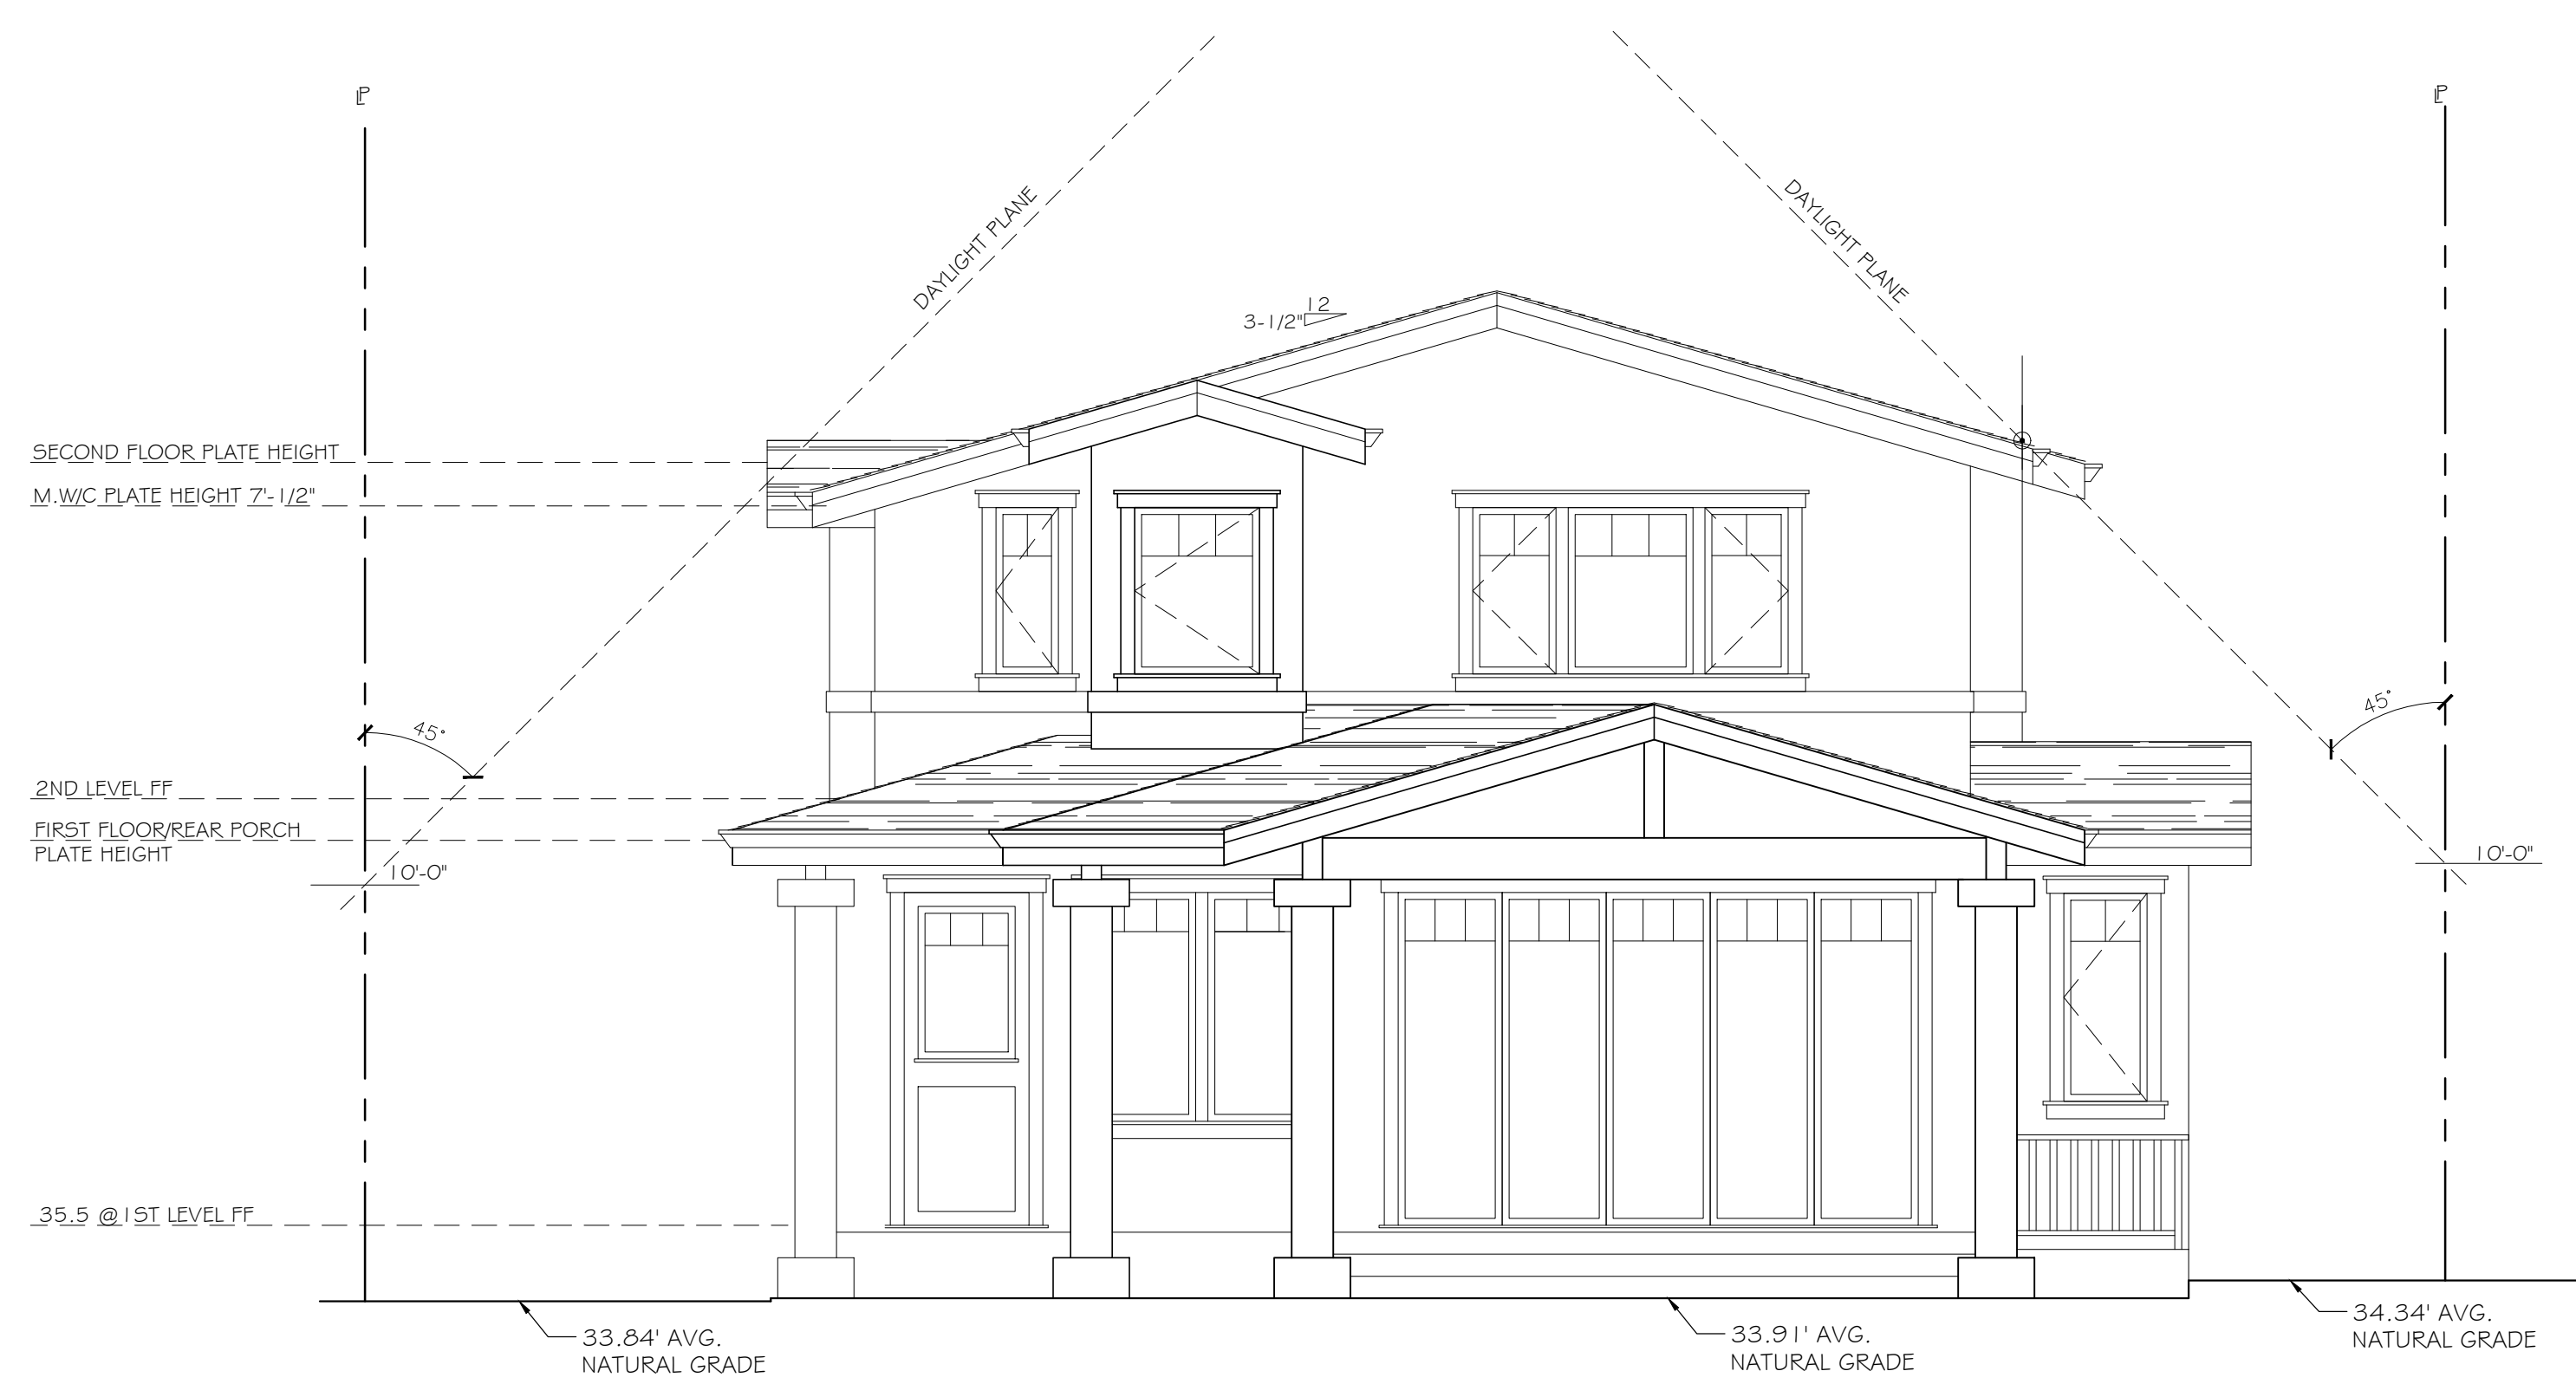 ℄P
℄P
DAYLIGHT PLANE
DAYLIGHT PLANE
12
3-1/2"
SECOND FLOOR PLATE HEIGHT
M.W/C PLATE HEIGHT 7'-1/2"
45°
45°
2ND LEVEL FF
FIRST FLOOR/REAR PORCH
PLATE HEIGHT
10'-0"
10'-0"
35.5 @1ST LEVEL FF
33.84' AVG.
NATURAL GRADE
33.91' AVG.
NATURAL GRADE
34.34' AVG.
NATURAL GRADE